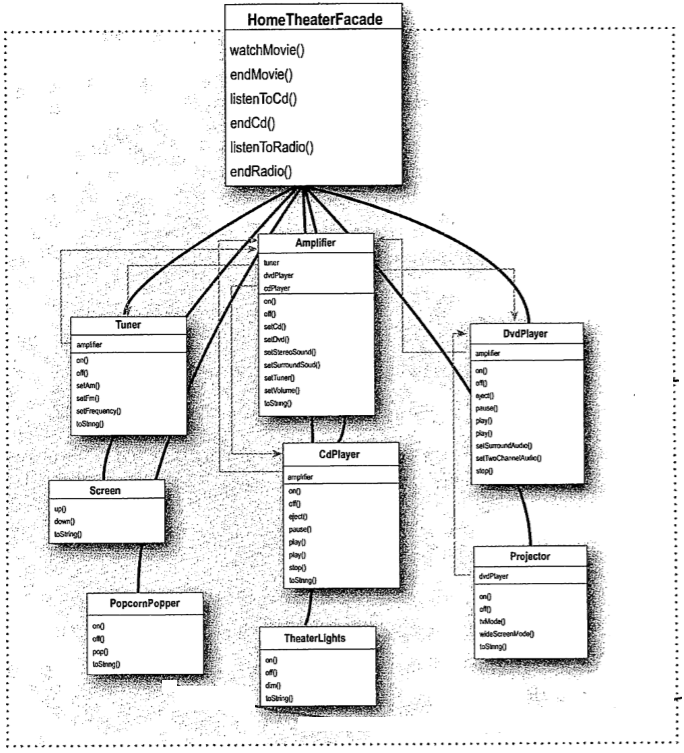 HomeTheaterFacade
watchMovie()
endMovie()
listenToCd()
endCd()
listenToRadio()
endRadio()
Amplifier
tuner
dvdPlayer
cdPlayer
on()
off()
setCd()
setDvd()
setStereoSound()
setSurroundSoud()
setTuner()
setVolume()
toString()
Tuner
amplifier
on()
off()
setAm()
setFm()
setFrequency()
toString()
DvdPlayer
amplifier
on()
off()
eject()
pause()
play()
play()
setSurroundAudio()
setTwoChannelAudio()
stop()
CdPlayer
amplifier
on()
off()
eject()
pause()
play()
play()
stop()
toString()
Screen
up()
down()
toString()
Projector
dvdPlayer
on()
off()
tvMode()
wideScreenMode()
toString()
PopcornPopper
on()
off()
pop()
toString()
TheaterLights
on()
off()
dim()
toString()